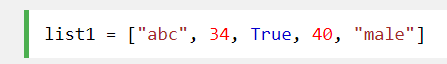 list1 = ["abc", 34, True, 40, "male"]